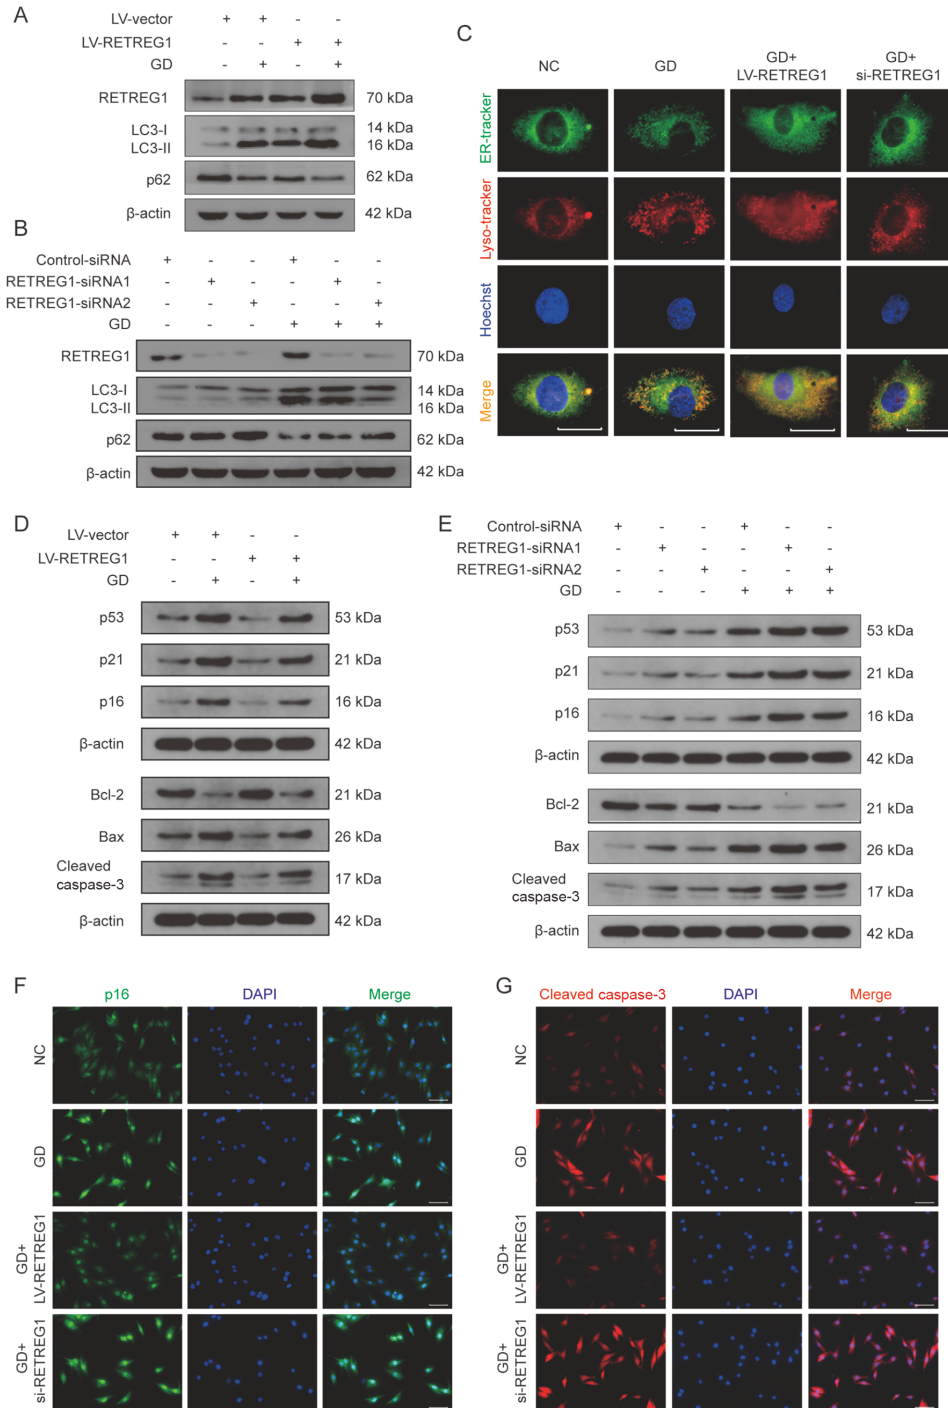 A
LV-vector + + - -
LV-RETREG1 - - + +
GD - + - +
RETREG1 70 kDa
LC3-I 14 kDa
LC3-II 16 kDa
p62 62 kDa
β-actin 42 kDa
B
Control-siRNA + - - + - -
RETREG1-siRNA1 - + - - + -
RETREG1-siRNA2 - - + - - +
GD - - - + + +
RETREG1 70 kDa
LC3-I 14 kDa
LC3-II 16 kDa
p62 62 kDa
β-actin 42 kDa
C
NC GD GD+ LV-RETREG1 GD+ si-RETREG1
ER-tracker
Lyso-tracker
Hoechst
Merge
D
LV-vector + + - -
LV-RETREG1 - - + +
GD - + - +
p53 53 kDa
p21 21 kDa
p16 16 kDa
β-actin 42 kDa
Bcl-2 21 kDa
Bax 26 kDa
Cleaved
caspase-3 17 kDa
β-actin 42 kDa
E
Control-siRNA + - - + - -
RETREG1-siRNA1 - + - - + -
RETREG1-siRNA2 - - + - - +
GD - - - + + +
p53 53 kDa
p21 21 kDa
p16 16 kDa
β-actin 42 kDa
Bcl-2 21 kDa
Bax 26 kDa
Cleaved
caspase-3 17 kDa
β-actin 42 kDa
F
p16 DAPI Merge
NC
GD
GD+
LV-RETREG1
GD+
si-RETREG1
G
Cleaved caspase-3 DAPI Merge
NC
GD
GD+
LV-RETREG1
GD+
si-RETREG1